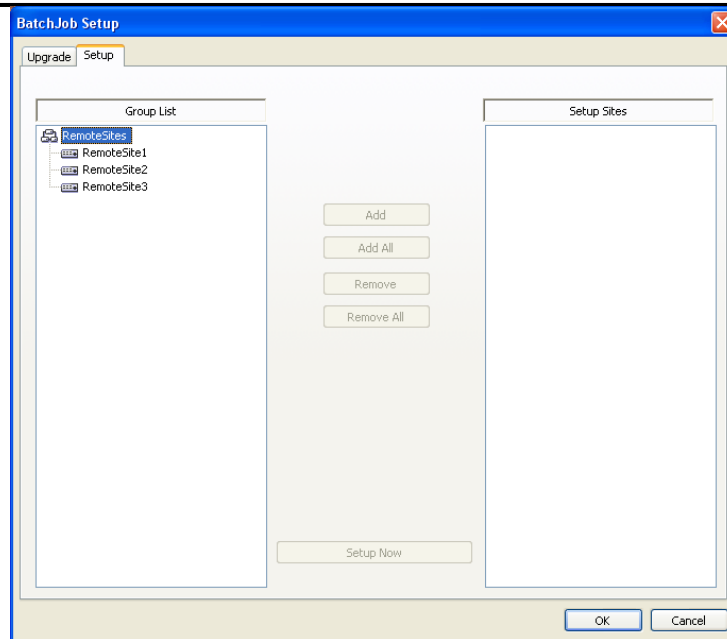 BatchJob Setup
Upgrade
Setup
Group List
Setup Sites
RemoteSites
RemoteSite1
RemoteSite2
RemoteSite3
Add
Add All
Remove
Remove All
Setup Now
OK
Cancel